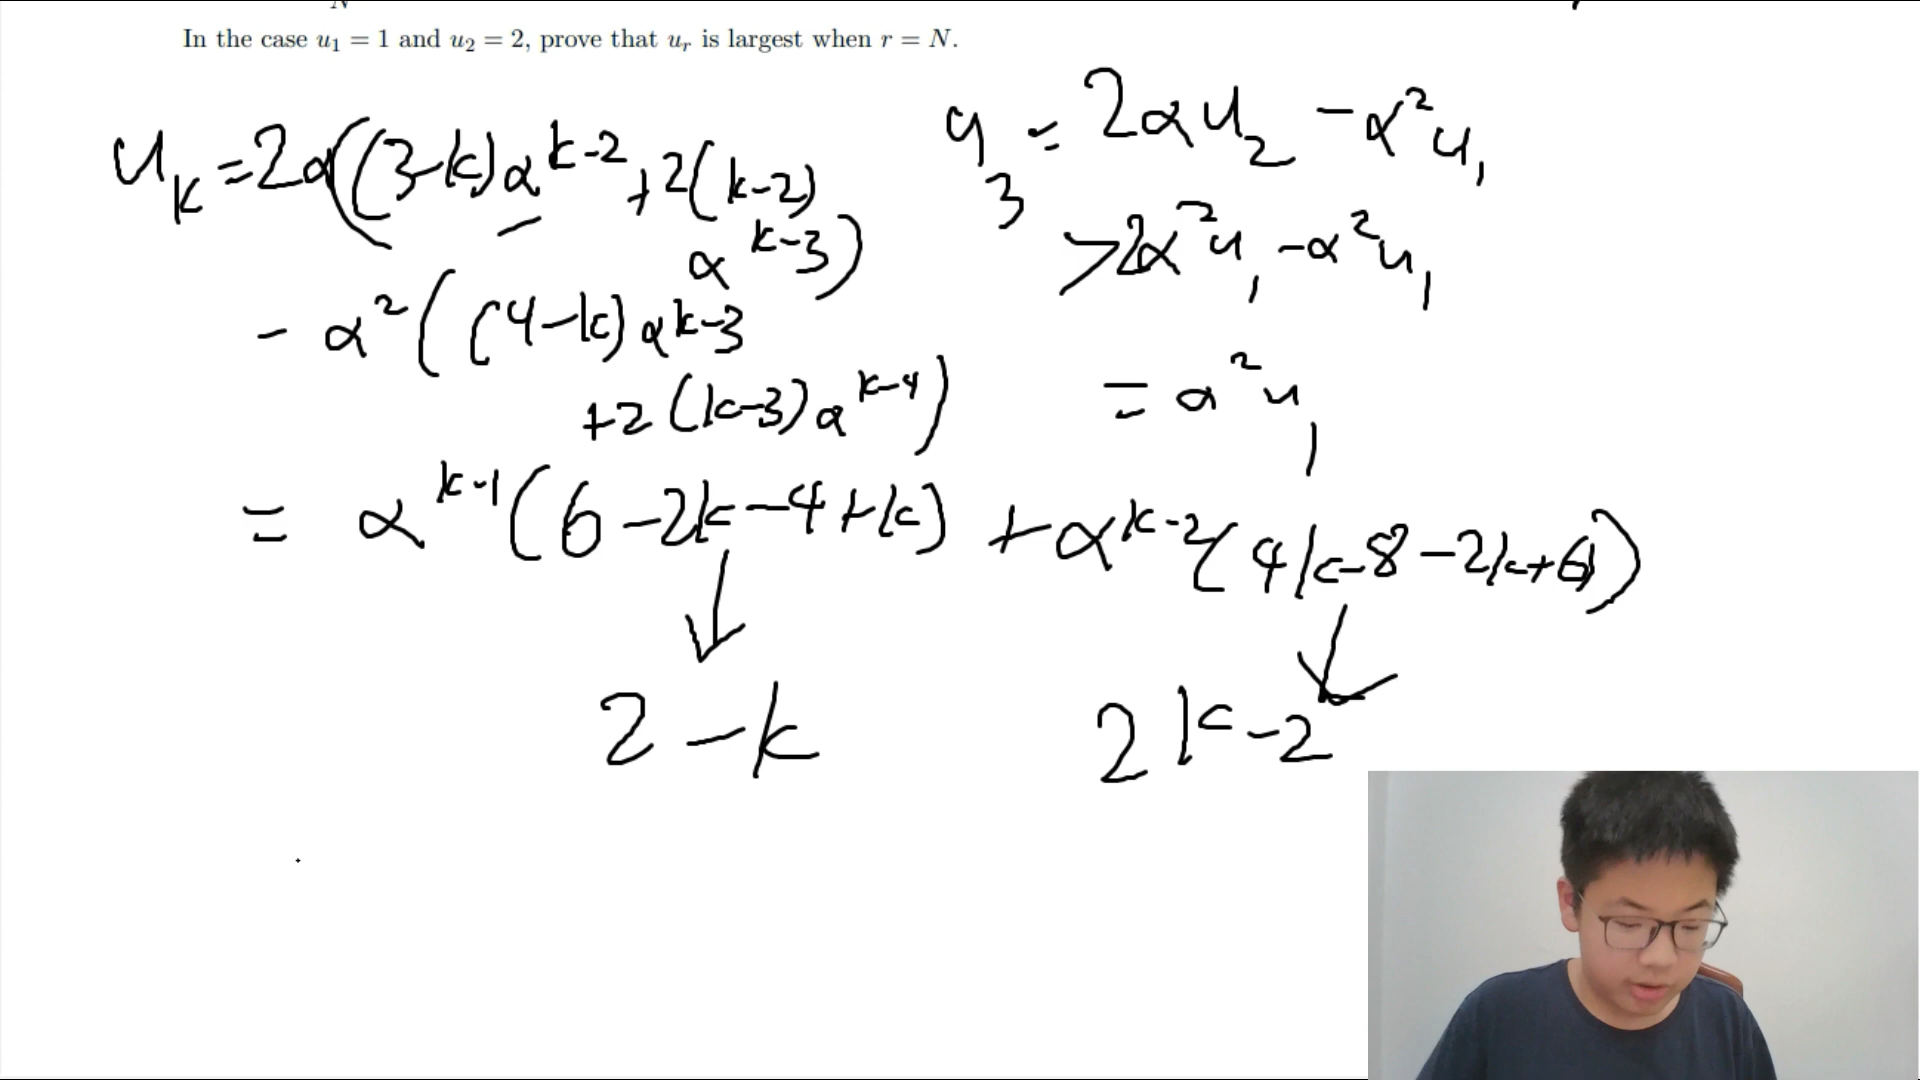 N
In the case u₁ = 1 and u₂ = 2, prove that uᵣ is largest when r = N.
u_k = 2α((3-k)α^(k-2) + 2(k-2)
α^(k-3))
- α²((4-k)α^(k-3)
+2(k-3)α^(k-4))
= α^(k-1)(6-2k-4+k) + α^(k-2)(4k-8-2k+6)
2-k
2k-2
u₃ = 2αu₂ - α²u₁
> 2α²u₁ - α²u₁
= α²u₁